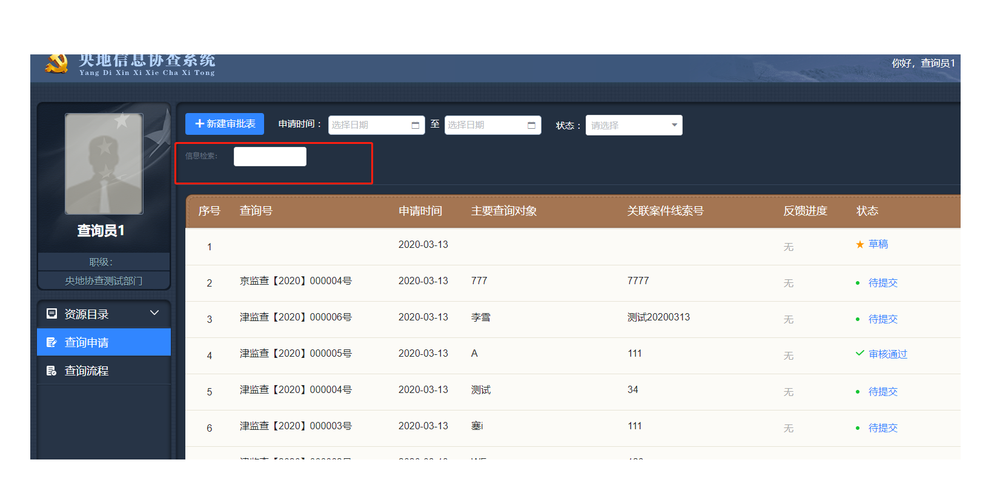 央地信息协查系统
Yang Di Xin Xi Xie Cha Xi Tong
你好，查询员1
查询员1
职级：
央地协查测试部门
资源目录
查询申请
查询流程
新建审批表 申请时间： 选择日期 至 选择日期 状态： 请选择
信息检索：
序号 查询号 申请时间 主要查询对象 关联案件线索号 反馈进度 状态
1 2020-03-13 无 草稿
2 京监查【2020】000004号 2020-03-13 777 7777 无 待提交
3 津监查【2020】000006号 2020-03-13 李雪 测试20200313 无 待提交
4 津监查【2020】000005号 2020-03-13 A 111 无 审核通过
5 津监查【2020】000004号 2020-03-13 测试 34 无 待提交
6 津监查【2020】000003号 2020-03-13 塞i 111 无 待提交